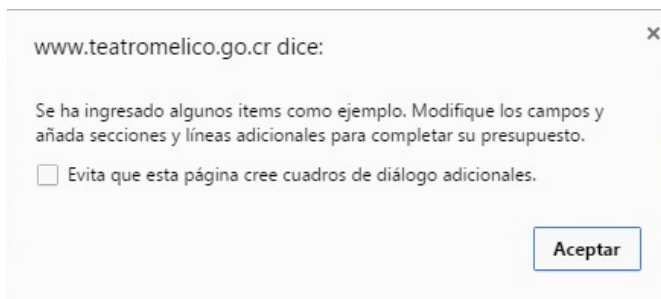 www.teatromelico.go.cr dice:
Se ha ingresado algunos items como ejemplo. Modifique los campos y
añada secciones y líneas adicionales para completar su presupuesto.
Evita que esta página cree cuadros de diálogo adicionales.
Aceptar